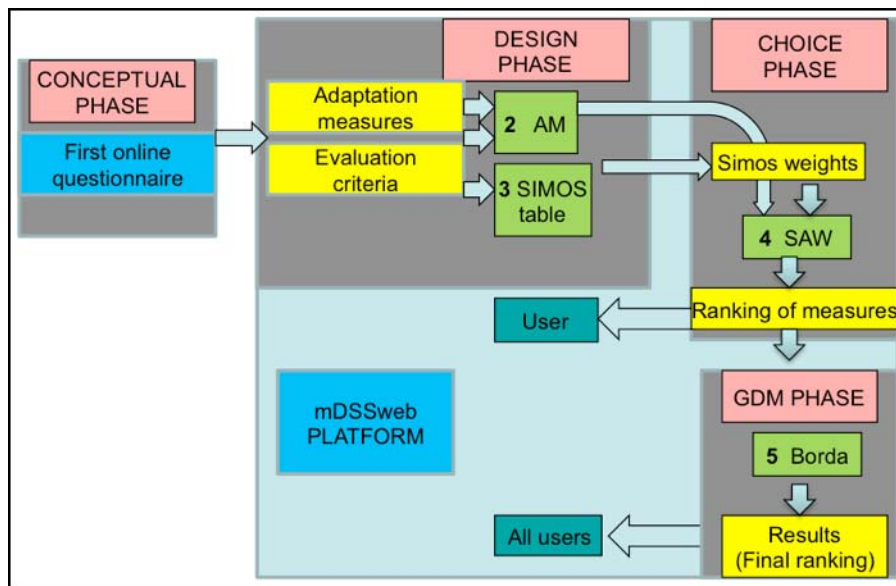 CONCEPTUAL
PHASE
First online
questionnaire
DESIGN
PHASE
Adaptation
measures
Evaluation
criteria
2 AM
3 SIMOS
table
CHOICE
PHASE
Simos weights
4 SAW
Ranking of measures
User
mDSSweb
PLATFORM
GDM PHASE
5 Borda
All users
Results
(Final ranking)